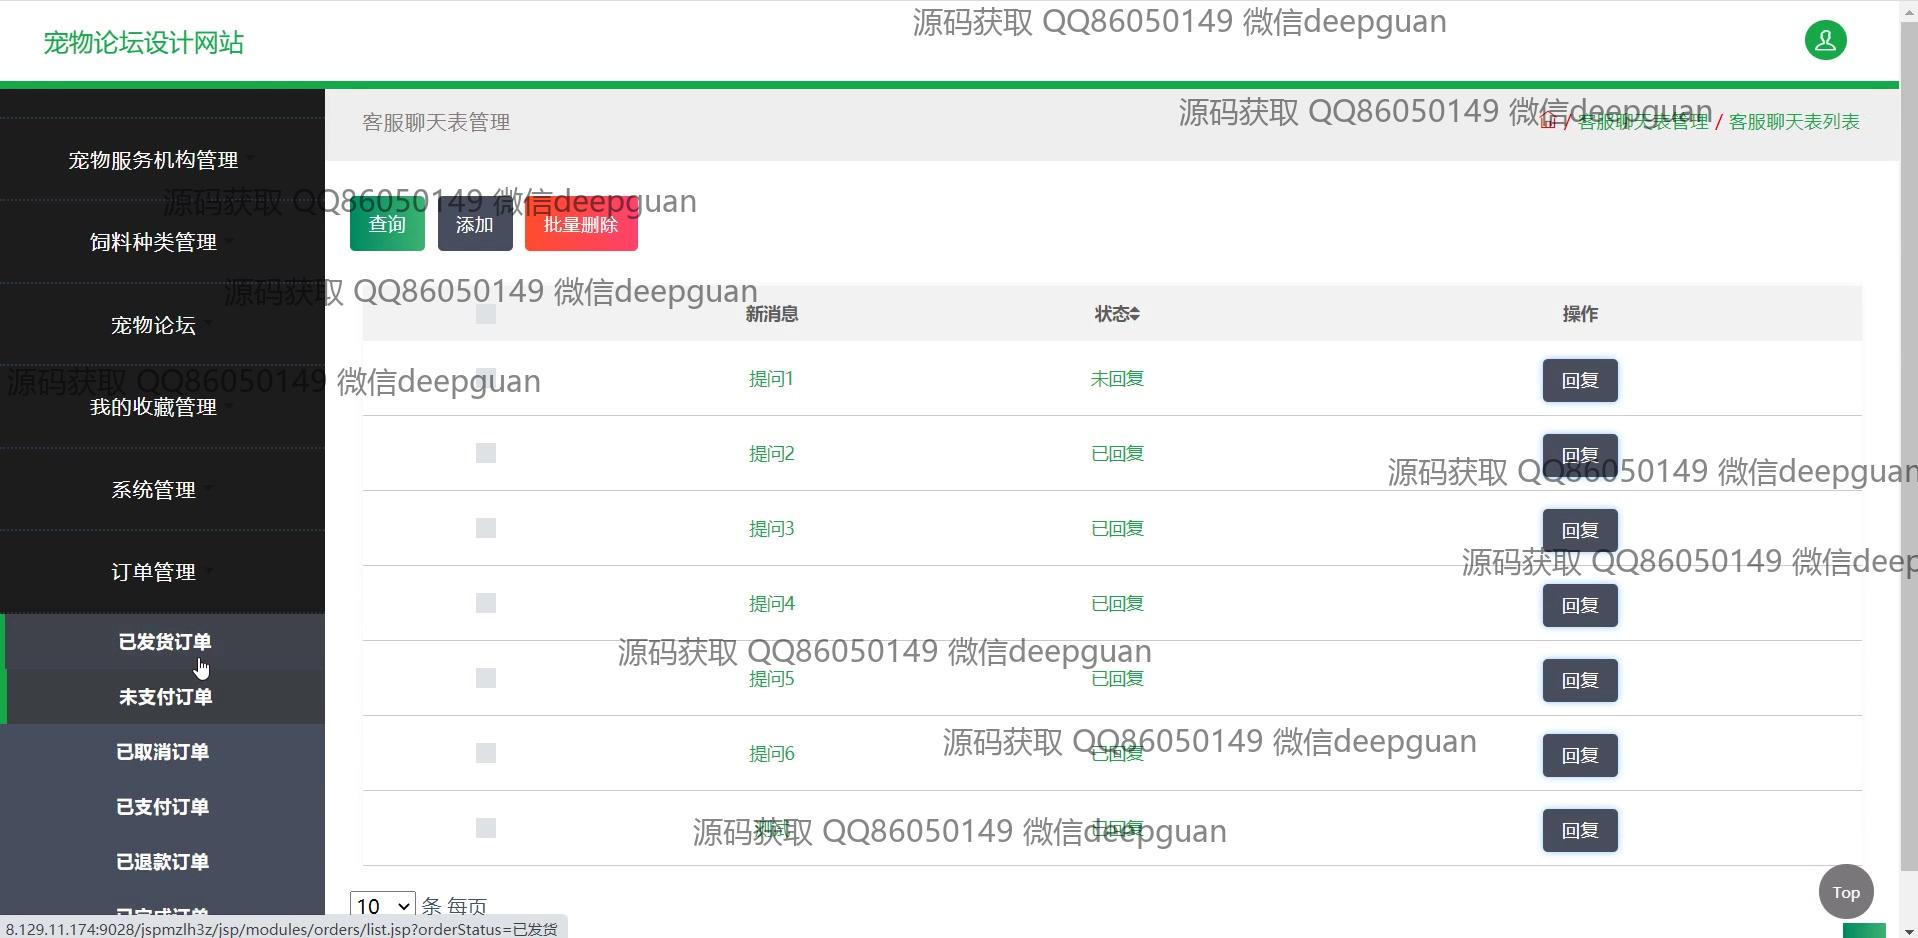 源码获取 QQ86050149 微信deepguan
宠物论坛设计网站
源码获取 QQ86050149 微信deepguan
客服聊天表管理
/ 客服聊天表管理 / 客服聊天表列表
宠物服务机构管理
源码获取 QQ86050149 微信deepguan
查询 添加 批量删除
饲料种类管理
源码获取 QQ86050149 微信deepguan
新消息 状态 操作
宠物论坛
提问1 未回复 回复
源码获取 QQ86050149 微信deepguan
我的收藏管理
提问2 已回复 回复
源码获取 QQ86050149 微信deepguan
系统管理
提问3 已回复 回复
源码获取 QQ86050149 微信deep
订单管理
提问4 已回复 回复
已发货订单
源码获取 QQ86050149 微信deepguan
提问5 已回复 回复
未支付订单
源码获取 QQ86050149 微信deepguan
提问6 已回复 回复
已取消订单
已支付订单
源码获取 QQ86050149 微信deepguan
测试 已回复 回复
已退款订单
Top
10 条 每页
已完成订单
8.129.11.174:9028/jspmzlh3z/jsp/modules/orders/list.jsp?orderStatus=已发货